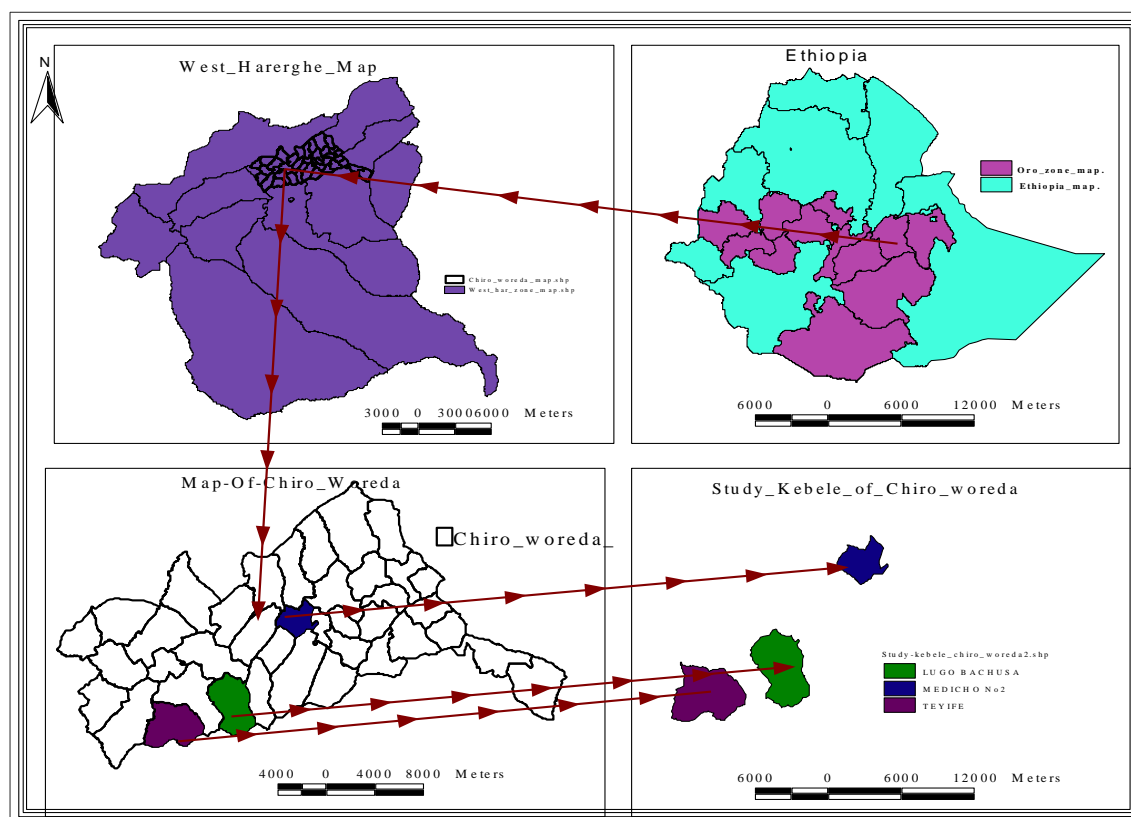 N
West_Harerghe_Map
Chiro_woreda_map.shp
West_har_zone_map.shp
3000 0 30006000 Meters
Ethiopia
Oro_zone_map.
Ethiopia_map.
6000 0 6000 12000 Meters
Map-Of-Chiro_Woreda
Chiro_woreda_
4000 0 4000 8000 Meters
Study_Kebele_of_Chiro_woreda
Study-kebele_chiro_woreda2.shp
LUGO BACHUSA
MEDICHO No2
TEYIFE
6000 0 6000 12000 Meters